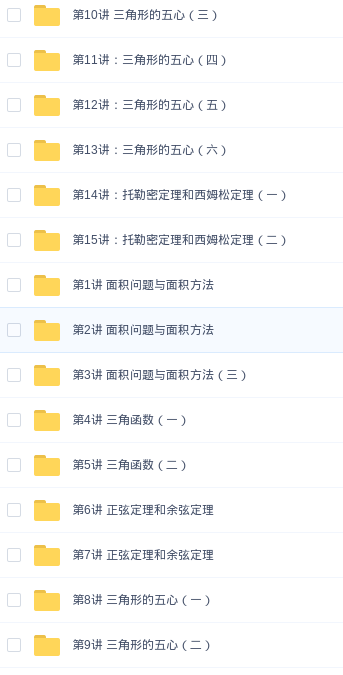 第10讲 三角形的五心（三）
第11讲：三角形的五心（四）
第12讲：三角形的五心（五）
第13讲：三角形的五心（六）
第14讲：托勒密定理和西姆松定理（一）
第15讲：托勒密定理和西姆松定理（二）
第1讲 面积问题与面积方法
第2讲 面积问题与面积方法
第3讲 面积问题与面积方法（三）
第4讲 三角函数（一）
第5讲 三角函数（二）
第6讲 正弦定理和余弦定理
第7讲 正弦定理和余弦定理
第8讲 三角形的五心（一）
第9讲 三角形的五心（二）